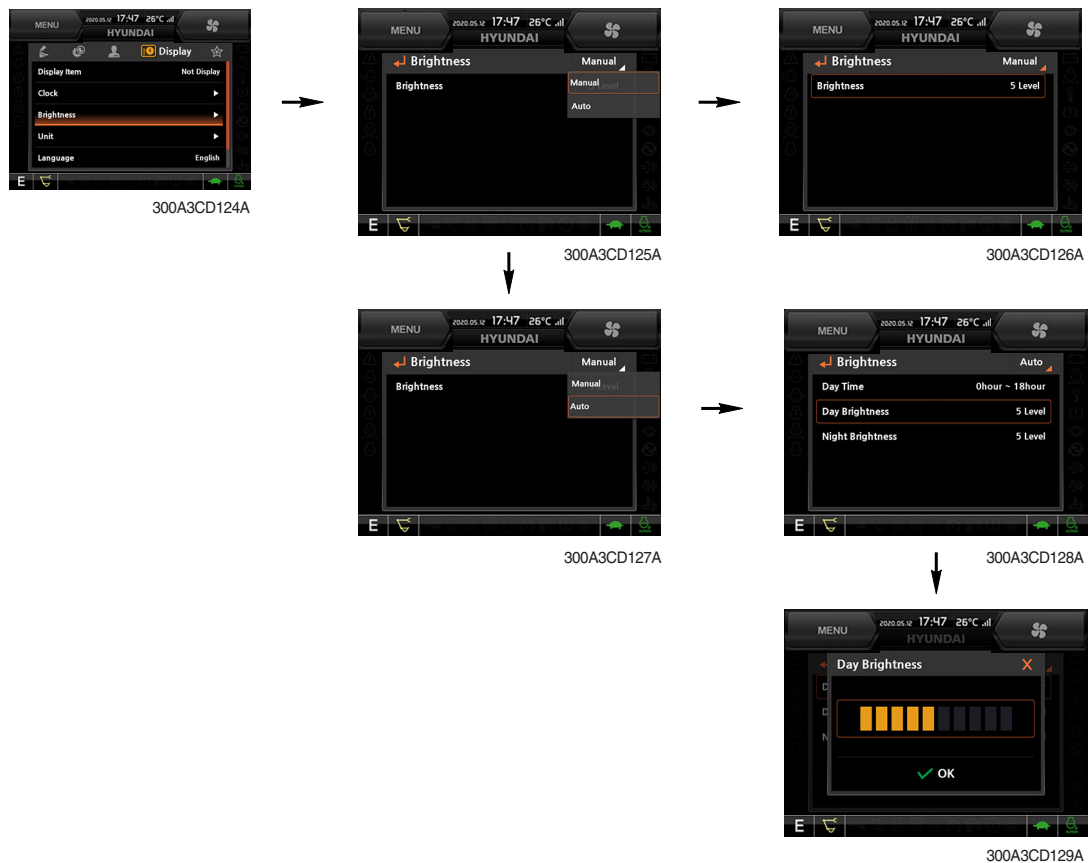 MENU
2020.05.12 17:47 26°C
HYUNDAI
Display
Display Item Not Display
Clock
Brightness
Unit
Language English
E
300A3CD124A
MENU
2020.05.12 17:47 26°C
HYUNDAI
Brightness Manual
Brightness
Manual
Auto
E
300A3CD125A
MENU
2020.05.12 17:47 26°C
HYUNDAI
Brightness Manual
Brightness 5 Level
E
300A3CD126A
MENU
2020.05.12 17:47 26°C
HYUNDAI
Brightness Manual
Brightness
Manual
Auto
E
300A3CD127A
MENU
2020.05.12 17:47 26°C
HYUNDAI
Brightness Auto
Day Time 0hour ~ 18hour
Day Brightness 5 Level
Night Brightness 5 Level
E
300A3CD128A
MENU
2020.05.12 17:47 26°C
HYUNDAI
Day Brightness X
OK
E
300A3CD129A